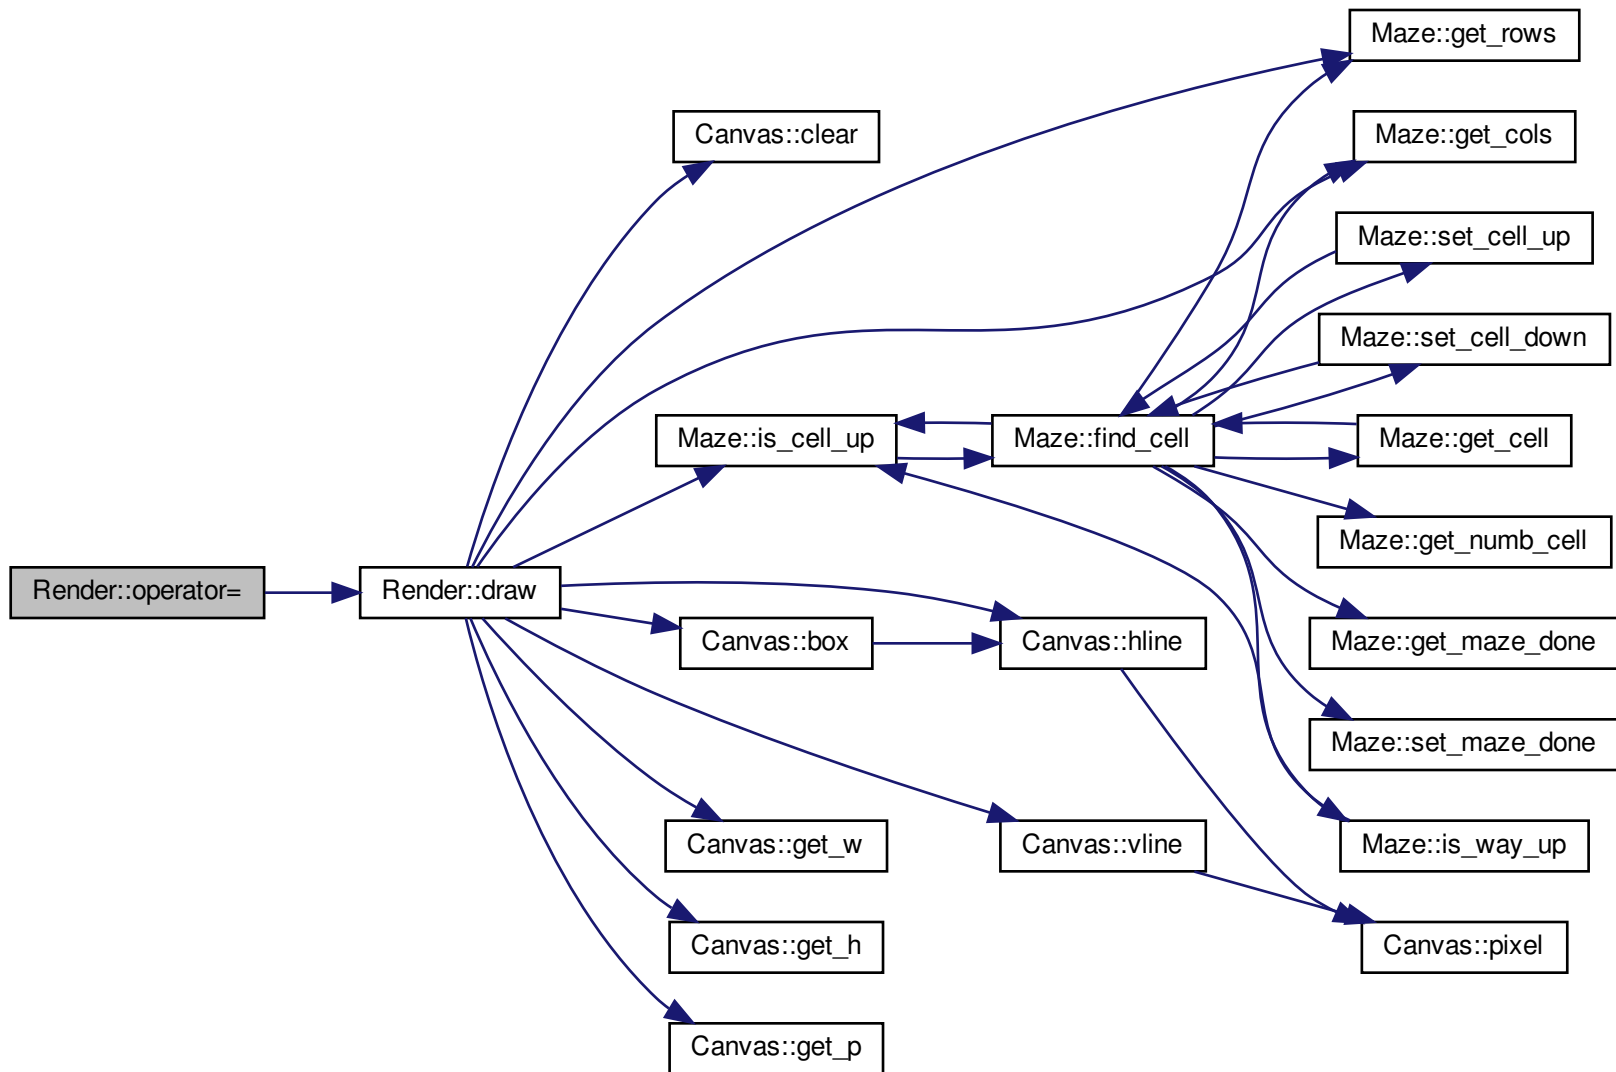 Maze::get_rows
Canvas::clear
Maze::get_cols
Maze::set_cell_up
Maze::set_cell_down
Maze::is_cell_up
Maze::find_cell
Maze::get_cell
Maze::get_numb_cell
Render::operator=
Render::draw
Canvas::box
Canvas::hline
Maze::get_maze_done
Maze::set_maze_done
Canvas::get_w
Canvas::vline
Maze::is_way_up
Canvas::get_h
Canvas::pixel
Canvas::get_p